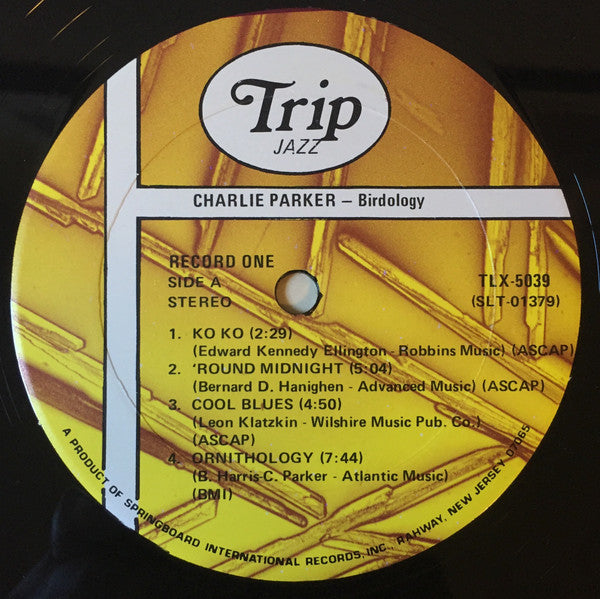 Trip
JAZZ
CHARLIE PARKER – Birdology
RECORD ONE
SIDE A
STEREO
TLX-5039
(SLT-01379)
1. KO KO (2:29)
(Edward Kennedy Ellington - Robbins Music) (ASCAP)
2. ‘ROUND MIDNIGHT (5:04)
(Bernard D. Hanighen - Advanced Music) (ASCAP)
3. COOL BLUES (4:50)
(Leon Klatzkin - Wilshire Music Pub. Co.)
(ASCAP)
4. ORNITHOLOGY (7:44)
(B. Harris-C. Parker - Atlantic Music)
(BMI)
A PRODUCT OF SPRINGBOARD INTERNATIONAL RECORDS, INC., RAHWAY, NEW JERSEY 07065